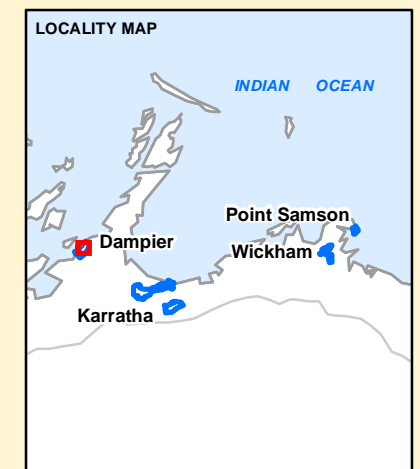 LOCALITY MAP
INDIAN OCEAN
Point Samson
Dampier
Wickham
Karratha